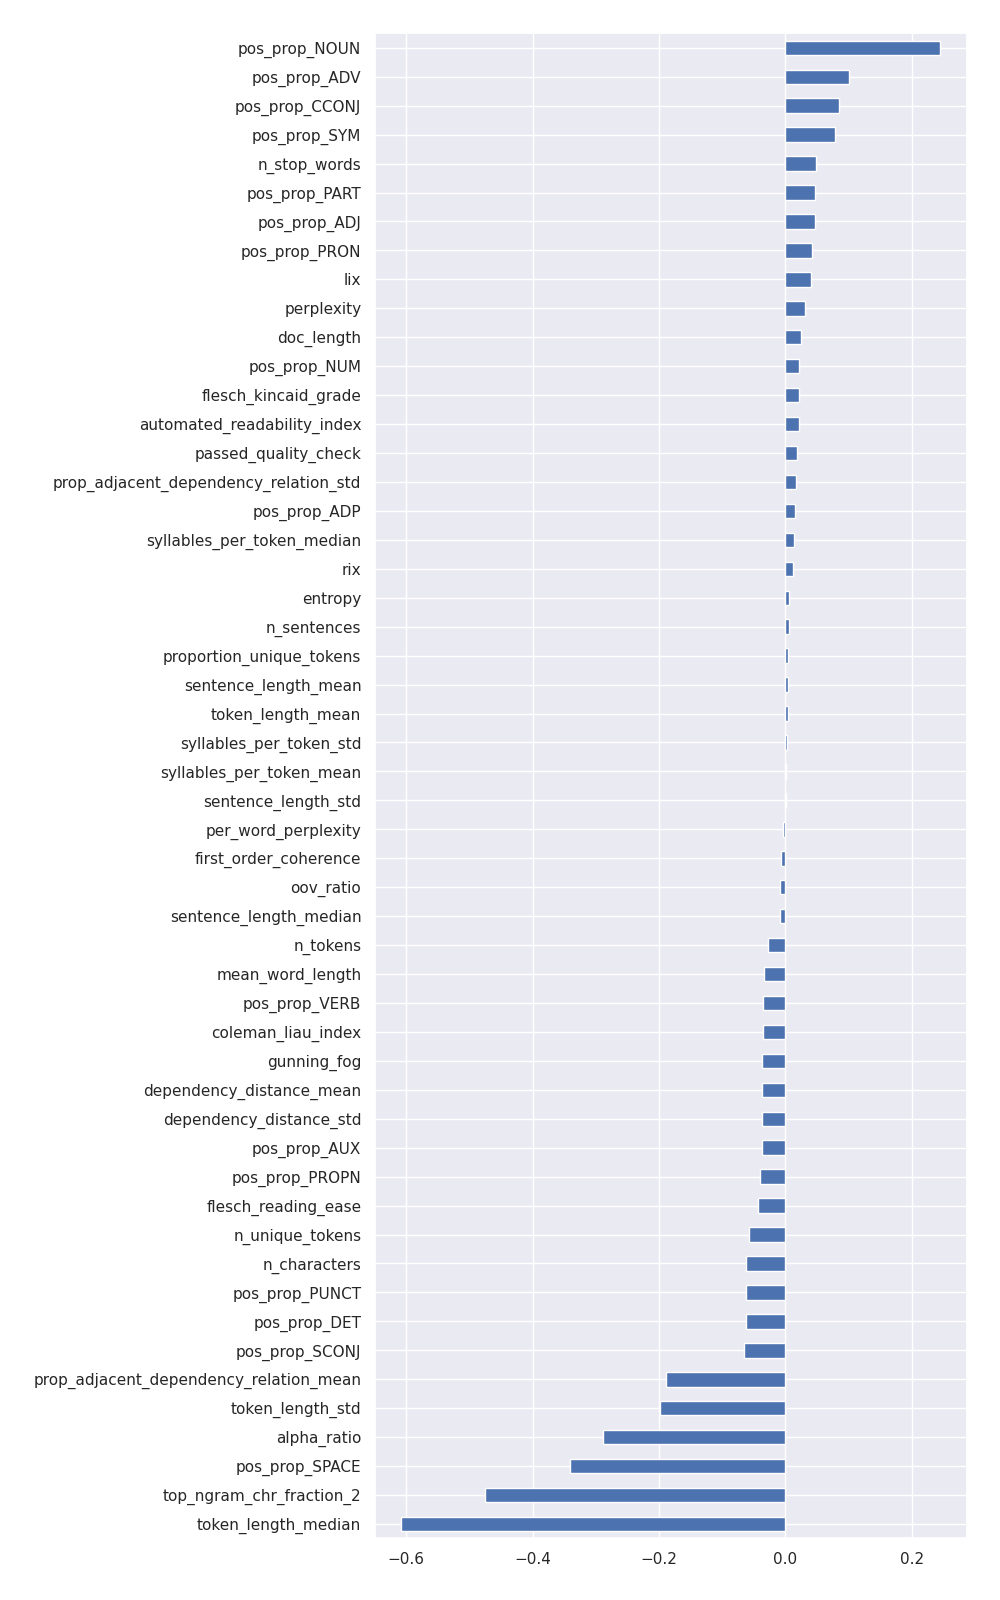 pos_prop_NOUN
pos_prop_ADV
pos_prop_CCONJ
pos_prop_SYM
n_stop_words
pos_prop_PART
pos_prop_ADJ
pos_prop_PRON
lix
perplexity
doc_length
pos_prop_NUM
flesch_kincaid_grade
automated_readability_index
passed_quality_check
prop_adjacent_dependency_relation_std
pos_prop_ADP
syllables_per_token_median
rix
entropy
n_sentences
proportion_unique_tokens
sentence_length_mean
token_length_mean
syllables_per_token_std
syllables_per_token_mean
sentence_length_std
per_word_perplexity
first_order_coherence
oov_ratio
sentence_length_median
n_tokens
mean_word_length
pos_prop_VERB
coleman_liau_index
gunning_fog
dependency_distance_mean
dependency_distance_std
pos_prop_AUX
pos_prop_PROPN
flesch_reading_ease
n_unique_tokens
n_characters
pos_prop_PUNCT
pos_prop_DET
pos_prop_SCONJ
prop_adjacent_dependency_relation_mean
token_length_std
alpha_ratio
pos_prop_SPACE
top_ngram_chr_fraction_2
token_length_median
−0.6 −0.4 −0.2 0.0 0.2